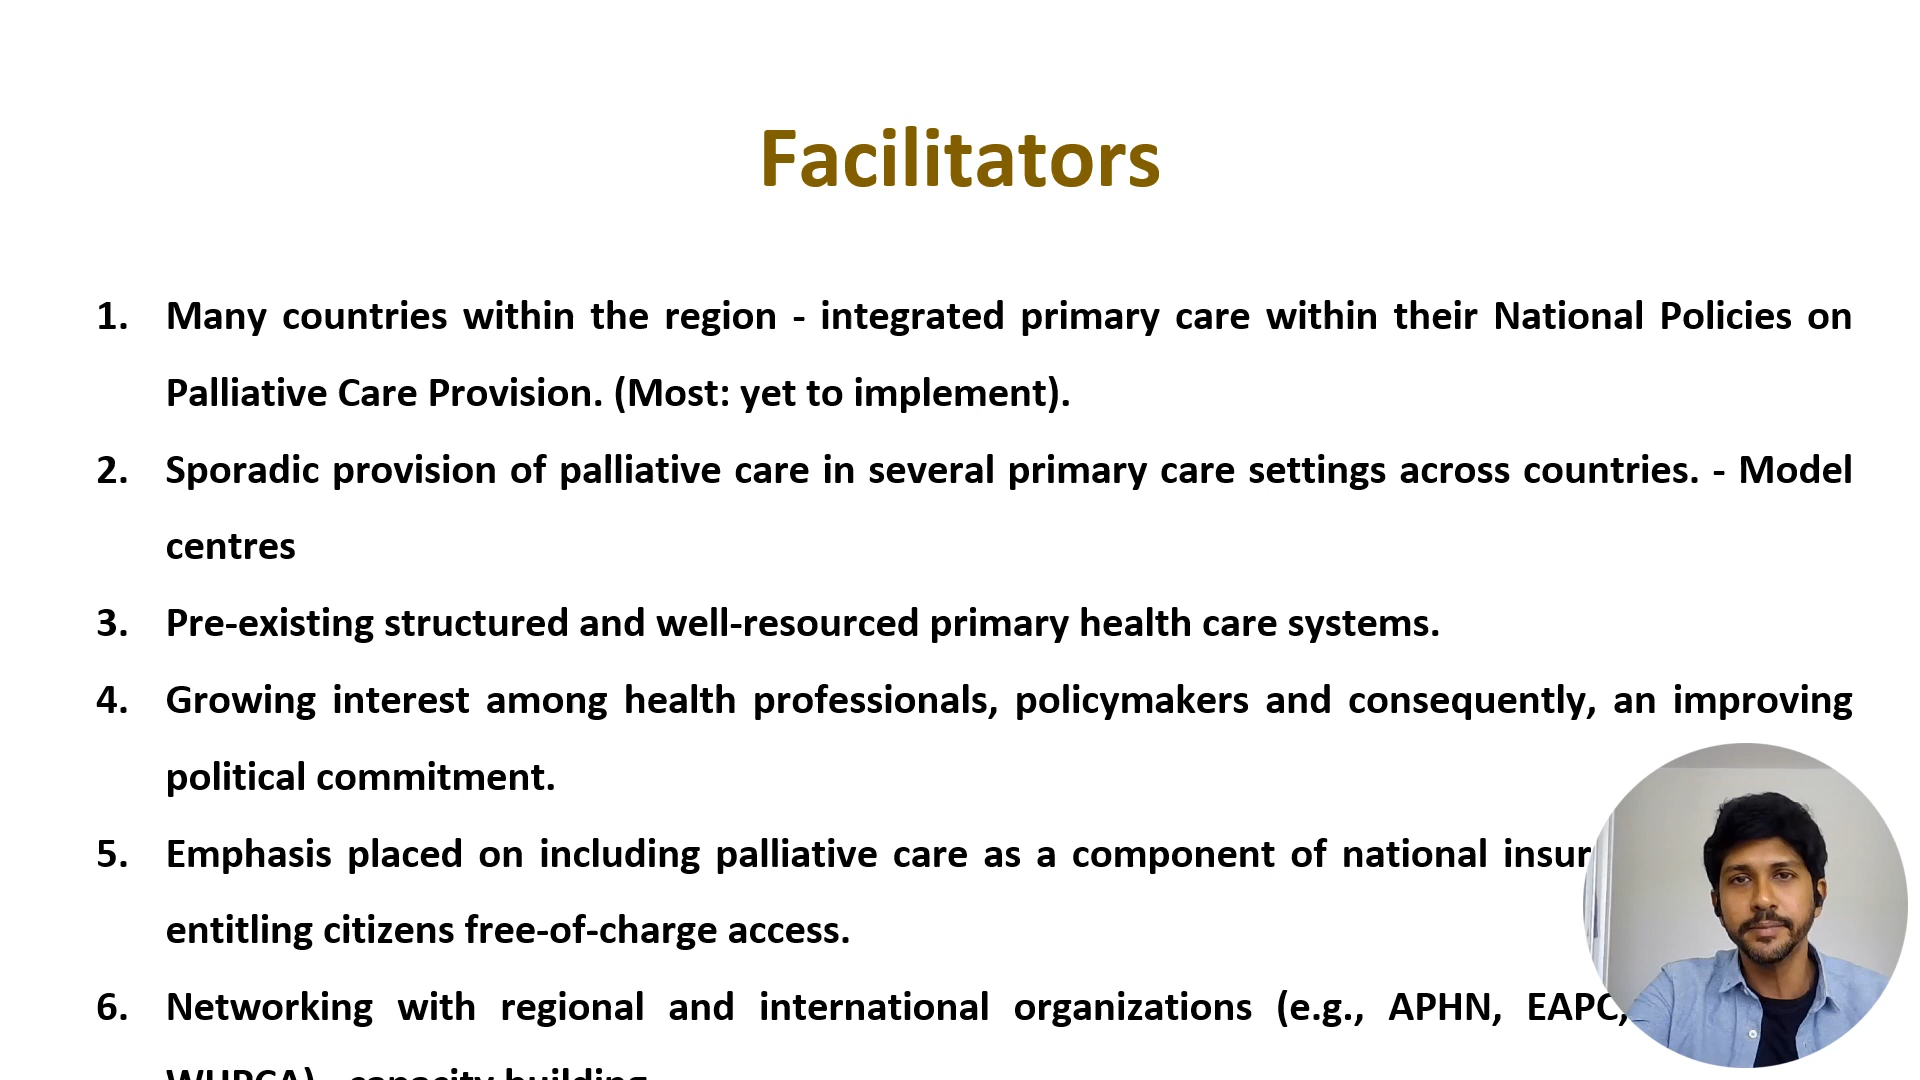 Facilitators
1. Many countries within the region - integrated primary care within their National Policies on
Palliative Care Provision. (Most: yet to implement).
2. Sporadic provision of palliative care in several primary care settings across countries. - Model
centres
3. Pre-existing structured and well-resourced primary health care systems.
4. Growing interest among health professionals, policymakers and consequently, an improving
political commitment.
5. Emphasis placed on including palliative care as a component of national
entitling citizens free-of-charge access.
6. Networking with regional and international organizations (e.g., APHN, EAPC,
WHPCA) - capacity building